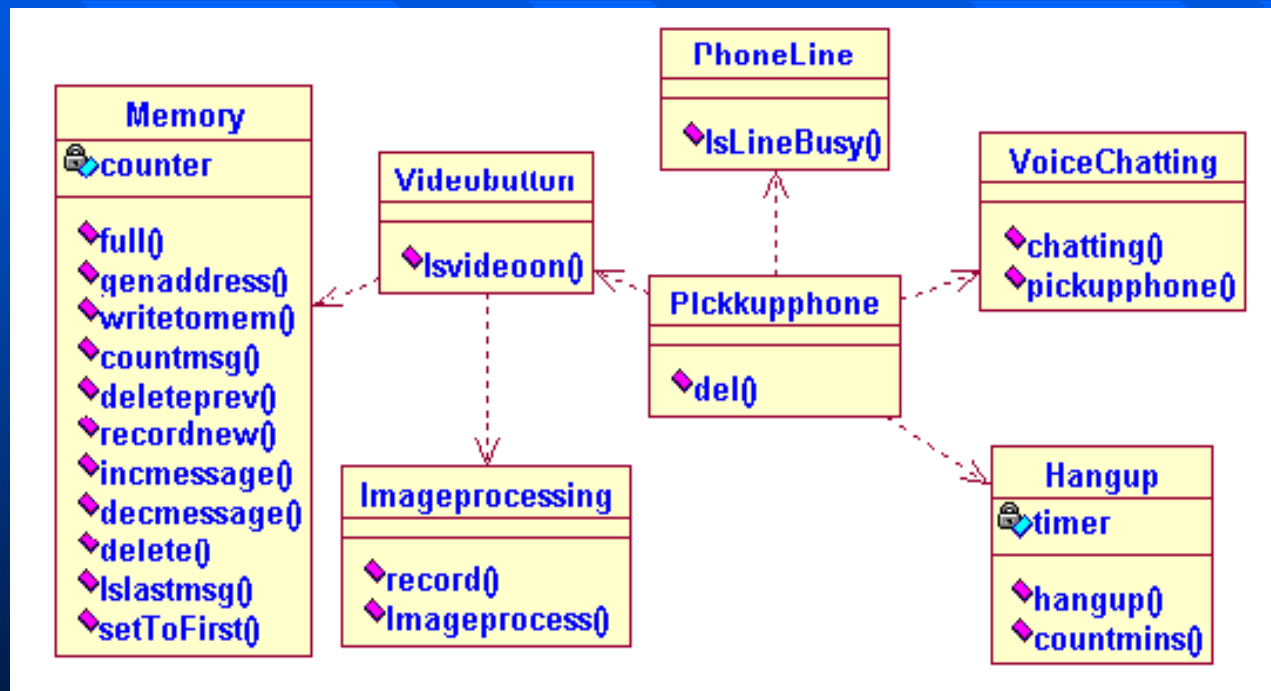 Memory
counter
full()
genaddress()
writetomem()
countmsg()
deleteprev()
recordnew()
incmessage()
decmessage()
delete()
Islastmsg()
setToFirst()
Videobutton
Isvideoon()
Imageprocessing
record()
Imageprocess()
PhoneLine
IsLineBusy()
PIckkupphone
del()
VoiceChatting
chatting()
pickupphone()
Hangup
timer
hangup()
countmins()